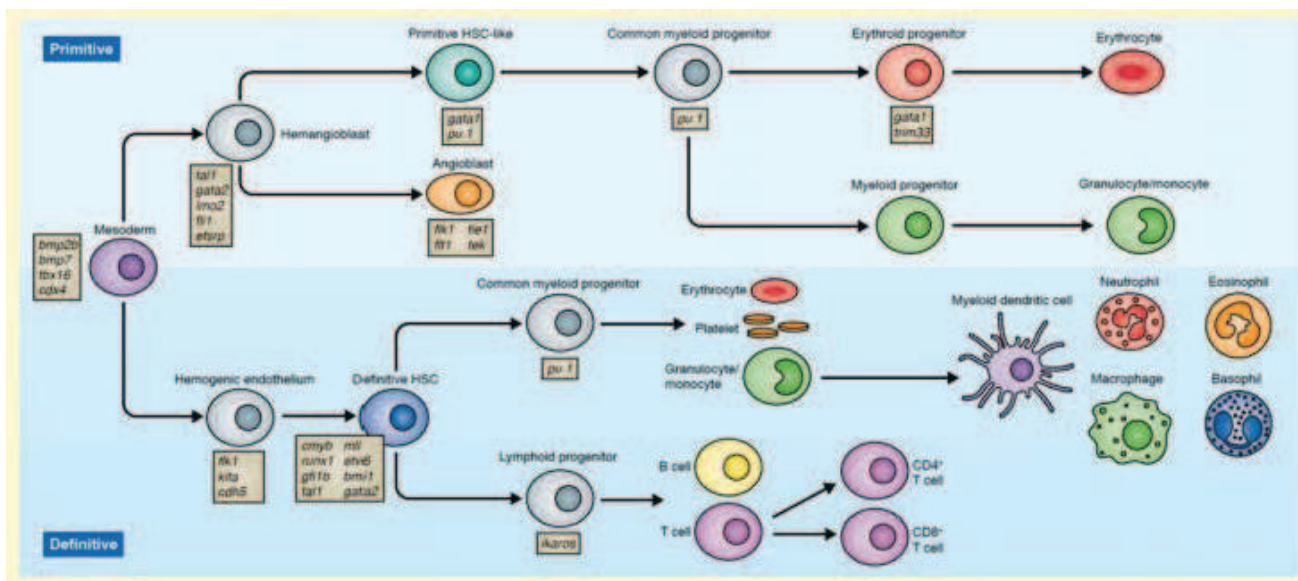 Primitive
Primitive HSC-like
Common myeloid progenitor
Erythroid progenitor
Erythrocyte
Hemangioblast
gata1
pu.1
pu.1
gata1
trim33
tal1
gata2
lmo2
fli1
etsrp
Angioblast
flk1 tie1
flt1 tek
Myeloid progenitor
Granulocyte/monocyte
Mesoderm
bmp2b
bmp7
tbx16
cdx4
Common myeloid progenitor
pu.1
Erythrocyte
Platelet
Granulocyte/
monocyte
Myeloid dendritic cell
Neutrophil
Eosinophil
Macrophage
Basophil
Hemogenic endothelium
flk1
kita
cdh5
Definitive HSC
cmyb mll
runx1 etv6
gfi1b bmi1
tal1 gata2
Lymphoid progenitor
ikaros
B cell
T cell
CD4+
T cell
CD8+
T cell
Definitive